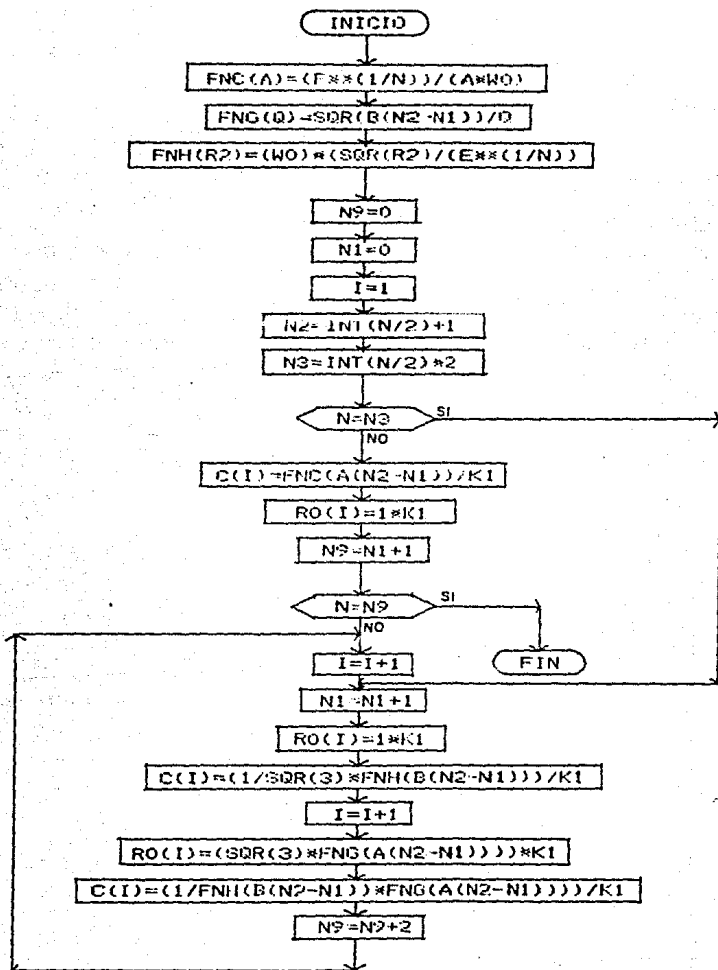 INICIO
FNC(A)=(E**(1/N))/(A*WO)
FNG(Q)=SQR(B(N2-N1))/Q
FNH(R2)=(WO)*(SQR(R2)/(E**(1/N))
N9=0
N1=0
I=1
N2=INT(N/2)+1
N3=INT(N/2)*2
N=N3
SI
NO
C(I)=FNC(A(N2-N1))/K1
RO(I)=1*K1
N9=N1+1
N=N9
SI
NO
FIN
I=I+1
N1=N1+1
RO(I)=1*K1
C(I)=(1/SQR(3)*FNH(B(N2-N1)))/K1
I=I+1
RO(I)=(SQR(3)*FNG(A(N2-N1))))*K1
C(I)=(1/FNH(B(N2-N1))*FNG(A(N2-N1))))/K1
N9=N9+2